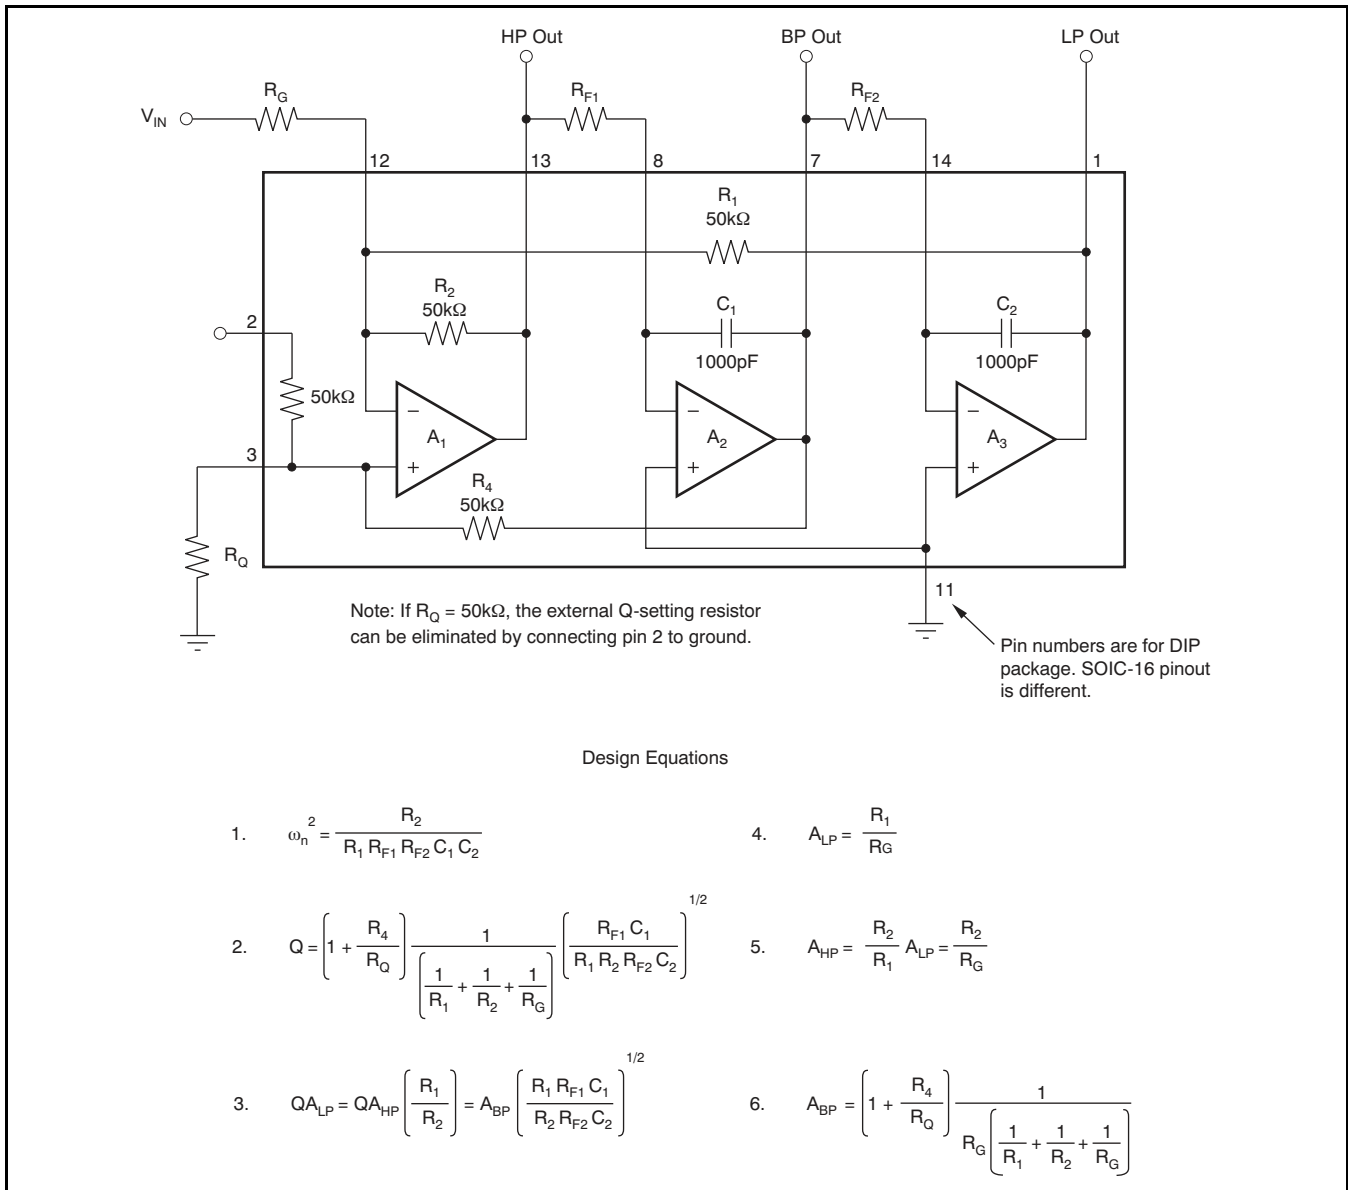 HP Out
BP Out
LP Out
V_IN
R_G
R_F1
R_F2
12
13
8
7
14
1
R_1
50kΩ
R_2
50kΩ
C_1
1000pF
C_2
1000pF
2
50kΩ
3
−
A_1
+
−
A_2
+
−
A_3
+
R_4
50kΩ
R_Q
11
Note: If R_Q = 50kΩ, the external Q-setting resistor
can be eliminated by connecting pin 2 to ground.
Pin numbers are for DIP
package. SOIC-16 pinout
is different.
Design Equations
1. ω_n^2 = R_2 / (R_1 R_F1 R_F2 C_1 C_2)
4. A_LP = R_1 / RG
2. Q = (1 + R_4 / R_Q) 1 / (1/R_1 + 1/R_2 + 1/R_G) (R_F1 C_1 / (R_1 R_2 R_F2 C_2))^1/2
5. A_HP = R_2 / R_1 A_LP = R_2 / R_G
3. QA_LP = QA_HP (R_1 / R_2) = A_BP (R_1 R_F1 C_1 / (R_2 R_F2 C_2))^1/2
6. A_BP = (1 + R_4 / R_Q) 1 / (R_G (1/R_1 + 1/R_2 + 1/R_G))